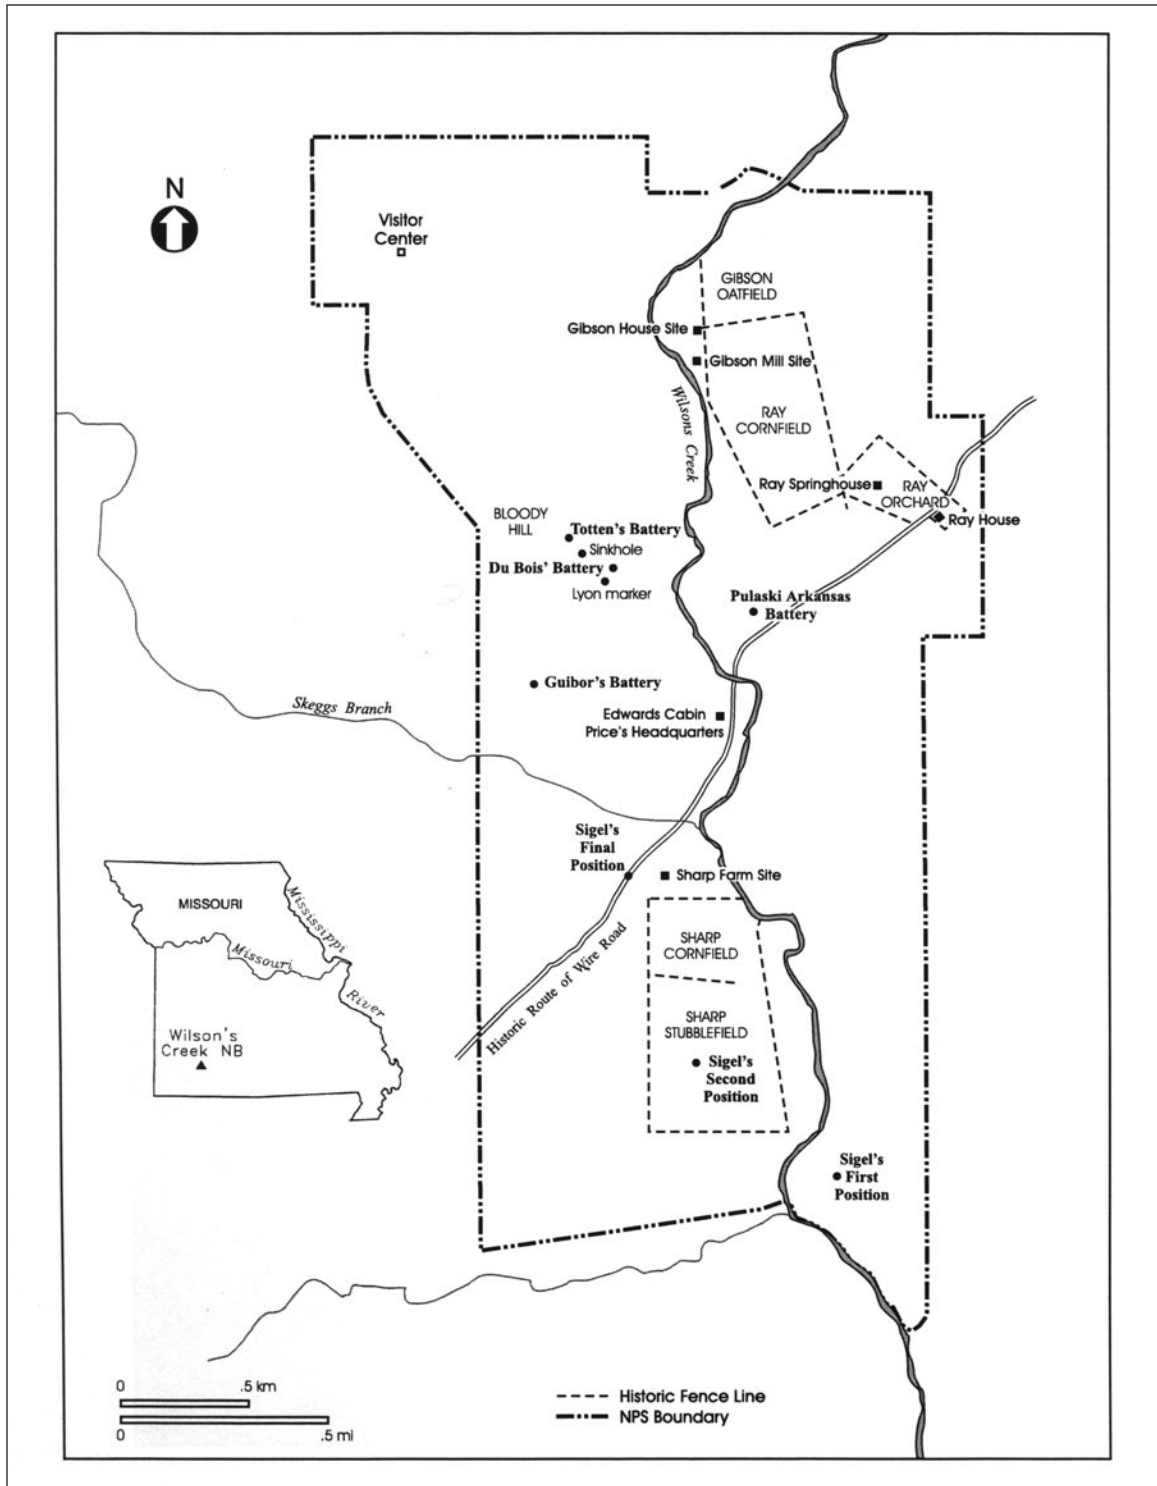 N
Visitor
Center
GIBSON
OATFIELD
Gibson House Site
Gibson Mill Site
Wilsons Creek
RAY
CORNFIELD
Ray Springhouse
RAY
ORCHARD
Ray House
BLOODY
HILL
Totten's Battery
Sinkhole
Du Bois' Battery
Lyon marker
Pulaski Arkansas
Battery
Guibor's Battery
Skeggs Branch
Edwards Cabin
Price's Headquarters
Sigel's
Final
Position
Sharp Farm Site
MISSOURI
Mississippi
River
Missouri
Wilson's
Creek NB
SHARP
CORNFIELD
Historic Route of Wire Road
SHARP
STUBBLEFIELD
Sigel's
Second
Position
Sigel's
First
Position
0 .5 km
0 .5 mi
Historic Fence Line
NPS Boundary